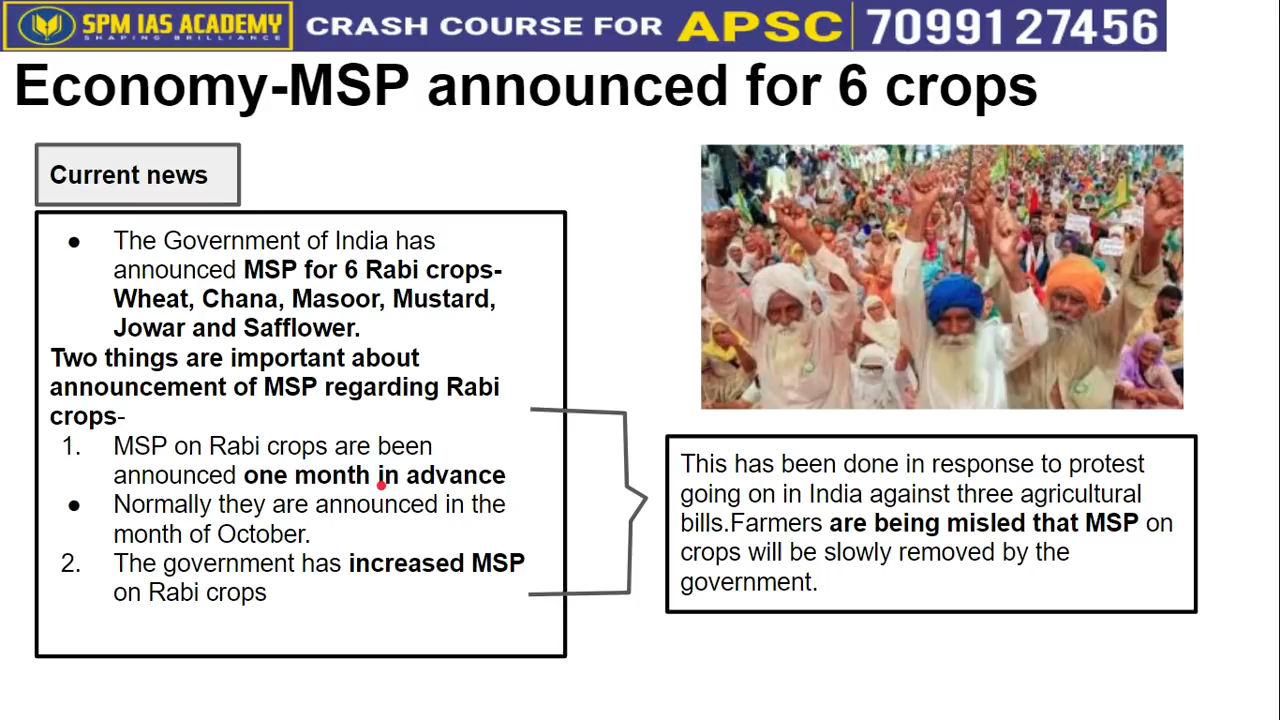 SPM IAS ACADEMY
SHAPING BRILLIANCE
CRASH COURSE FOR APSC 7099127456
Economy-MSP announced for 6 crops
Current news
● The Government of India has
announced MSP for 6 Rabi crops-
Wheat, Chana, Masoor, Mustard,
Jowar and Safflower.
Two things are important about
announcement of MSP regarding Rabi
crops-
1. MSP on Rabi crops are been
announced one month in advance
● Normally they are announced in the
month of October.
2. The government has increased MSP
on Rabi crops
This has been done in response to protest
going on in India against three agricultural
bills.Farmers are being misled that MSP on
crops will be slowly removed by the
government.